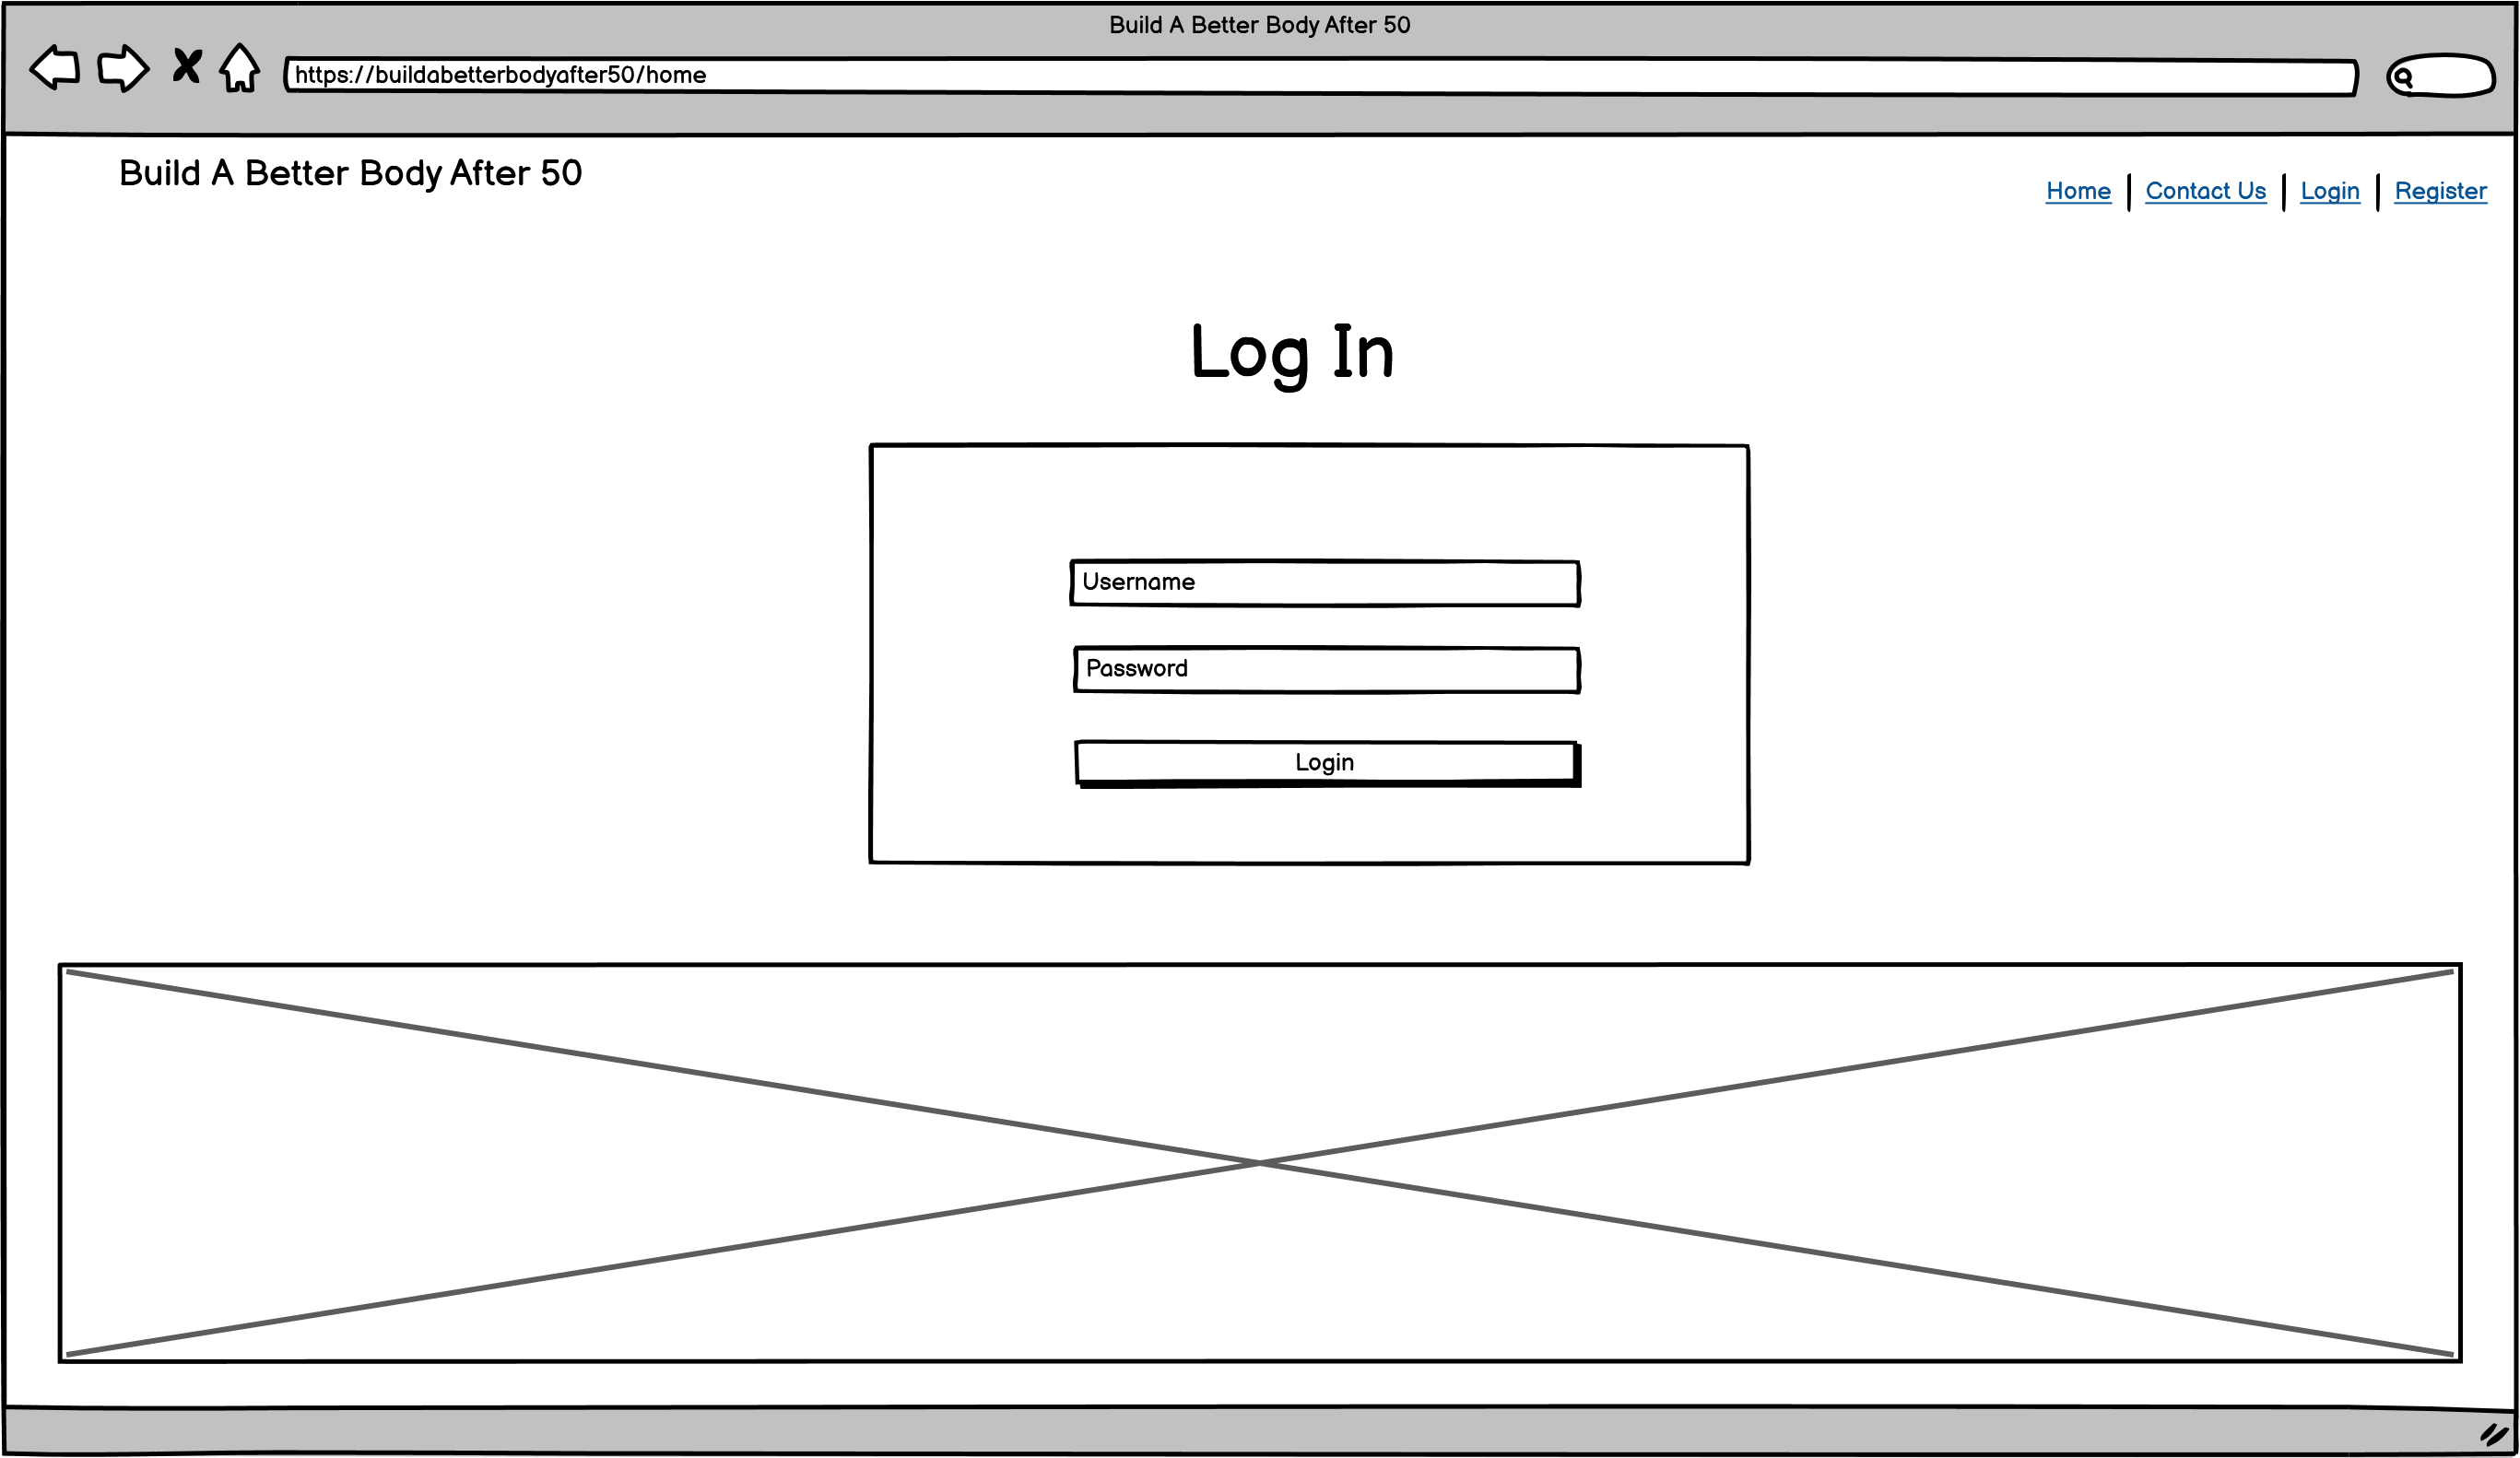 Build A Better Body After 50
https://buildabetterbodyafter50/home
Build A Better Body After 50
Home | Contact Us | Login | Register
Log In
Username
Password
Login